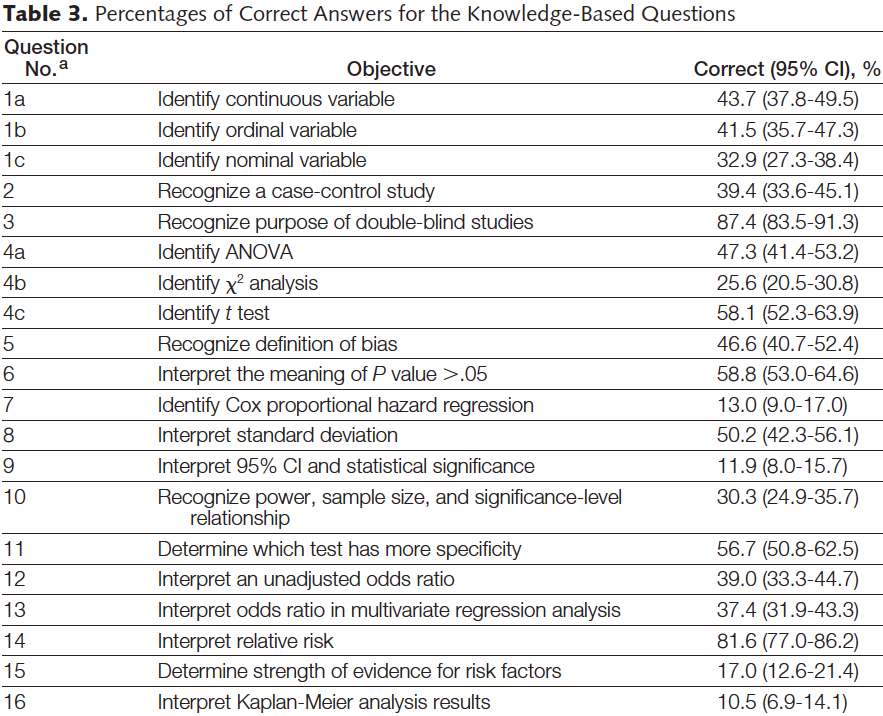 Table 3. Percentages of Correct Answers for the Knowledge-Based Questions
Question
No.a Objective Correct (95% CI), %
1a Identify continuous variable 43.7 (37.8-49.5)
1b Identify ordinal variable 41.5 (35.7-47.3)
1c Identify nominal variable 32.9 (27.3-38.4)
2 Recognize a case-control study 39.4 (33.6-45.1)
3 Recognize purpose of double-blind studies 87.4 (83.5-91.3)
4a Identify ANOVA 47.3 (41.4-53.2)
4b Identify χ2 analysis 25.6 (20.5-30.8)
4c Identify t test 58.1 (52.3-63.9)
5 Recognize definition of bias 46.6 (40.7-52.4)
6 Interpret the meaning of P value >.05 58.8 (53.0-64.6)
7 Identify Cox proportional hazard regression 13.0 (9.0-17.0)
8 Interpret standard deviation 50.2 (42.3-56.1)
9 Interpret 95% CI and statistical significance 11.9 (8.0-15.7)
10 Recognize power, sample size, and significance-level 30.3 (24.9-35.7)
relationship
11 Determine which test has more specificity 56.7 (50.8-62.5)
12 Interpret an unadjusted odds ratio 39.0 (33.3-44.7)
13 Interpret odds ratio in multivariate regression analysis 37.4 (31.9-43.3)
14 Interpret relative risk 81.6 (77.0-86.2)
15 Determine strength of evidence for risk factors 17.0 (12.6-21.4)
16 Interpret Kaplan-Meier analysis results 10.5 (6.9-14.1)